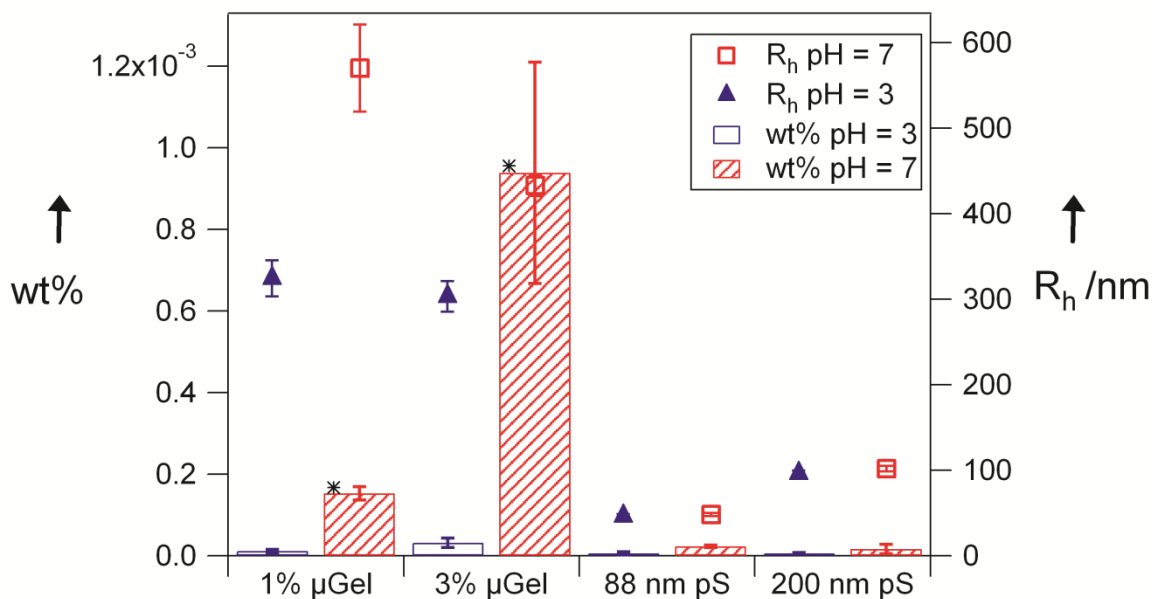 1.2x10-3
1.0
0.8
0.6
0.4
0.2
0.0
wt%
Rh pH = 7
Rh pH = 3
wt% pH = 3
wt% pH = 7
600
500
400
300
200
100
0
Rh /nm
1% µGel
3% µGel
88 nm pS
200 nm pS